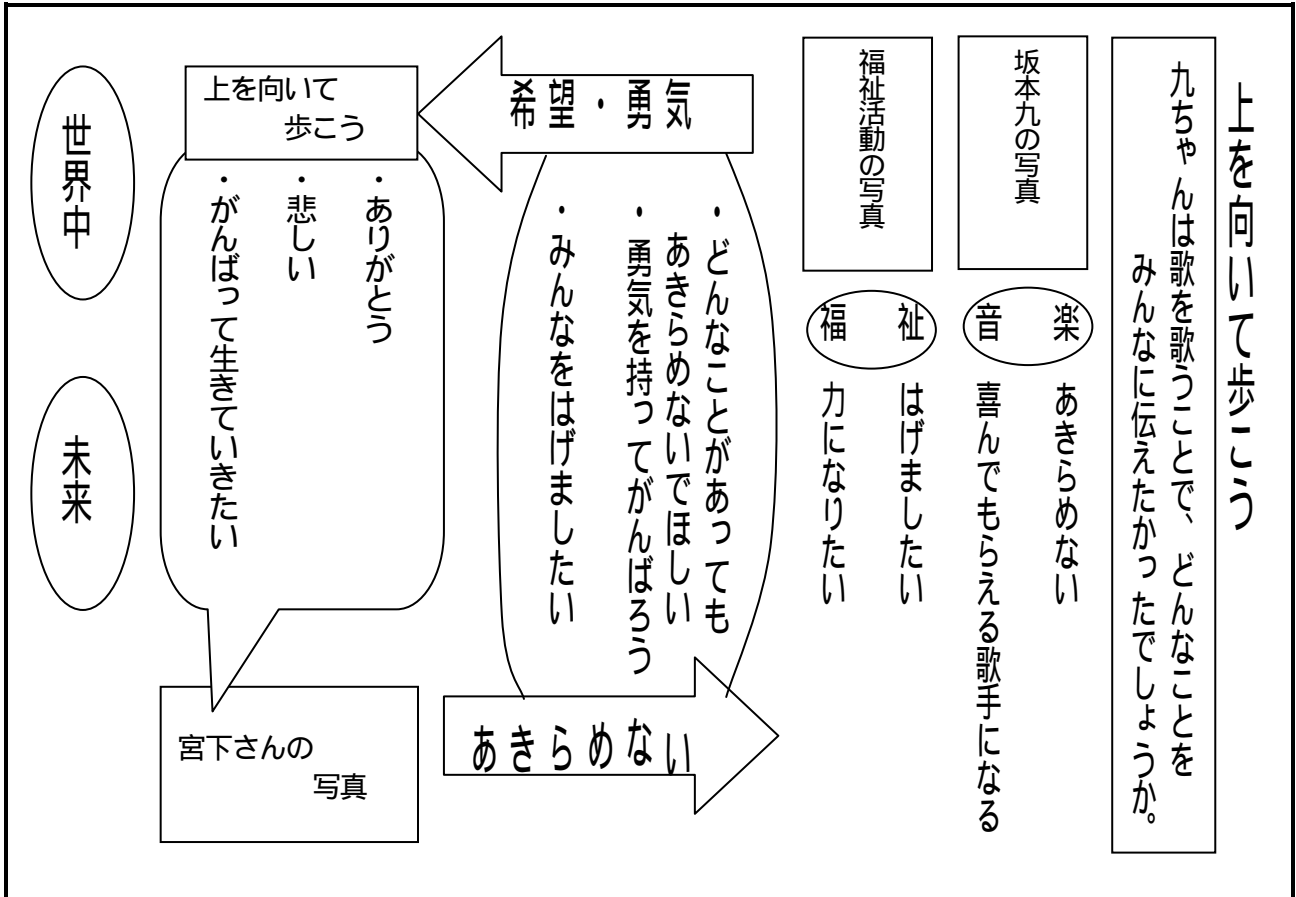 上を向いて歩こう
九ちゃんは歌を歌うことで、どんなことを
みんなに伝えたかったでしょうか。
坂本九の写真
音楽
あきらめない
喜んでもらえる歌手になる
福祉活動の写真
福祉
はげましたい
力になりたい
希望・勇気
・どんなことがあっても
あきらめないでほしい
・勇気を持ってがんばろう
・みんなをはげましたい
あきらめない
上を向いて
歩こう
・ありがとう
・悲しい
・がんばって生きていきたい
宮下さんの
写真
世界中
未来